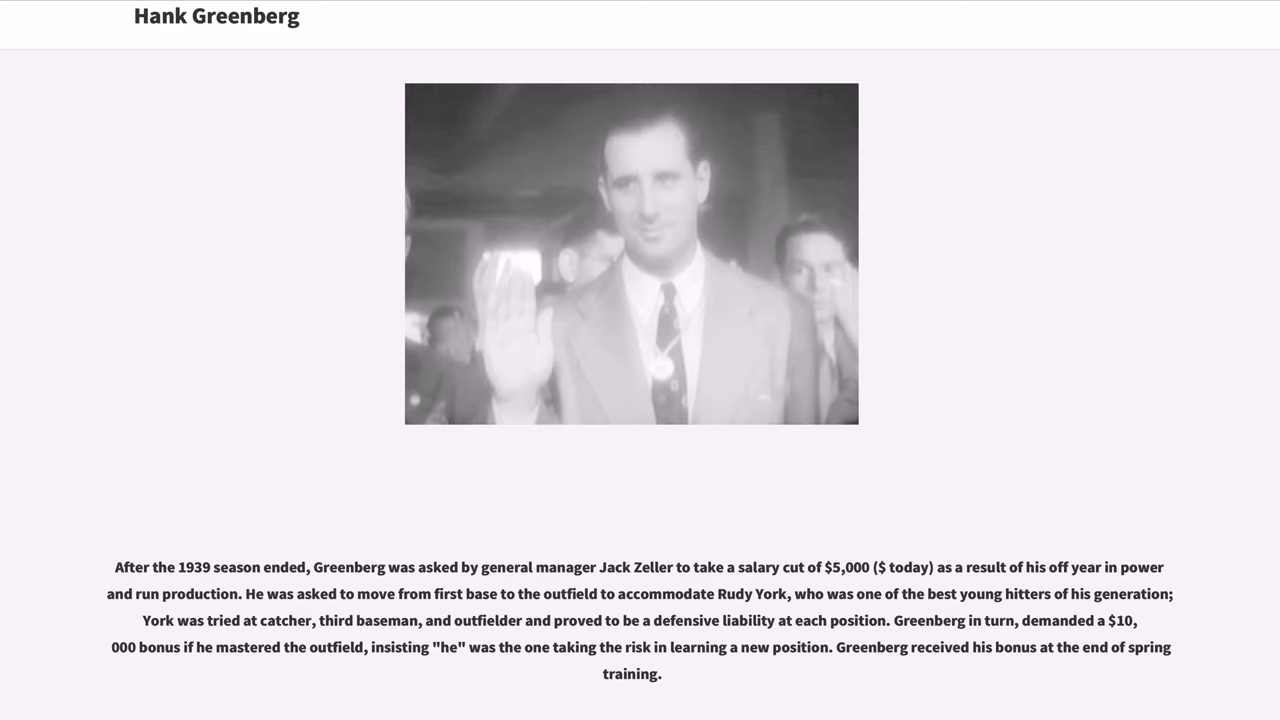 Hank Greenberg
After the 1939 season ended, Greenberg was asked by general manager Jack Zeller to take a salary cut of $5,000 ($ today) as a result of his off year in power
and run production. He was asked to move from first base to the outfield to accommodate Rudy York, who was one of the best young hitters of his generation;
York was tried at catcher, third baseman, and outfielder and proved to be a defensive liability at each position. Greenberg in turn, demanded a $10,
000 bonus if he mastered the outfield, insisting "he" was the one taking the risk in learning a new position. Greenberg received his bonus at the end of spring
training.